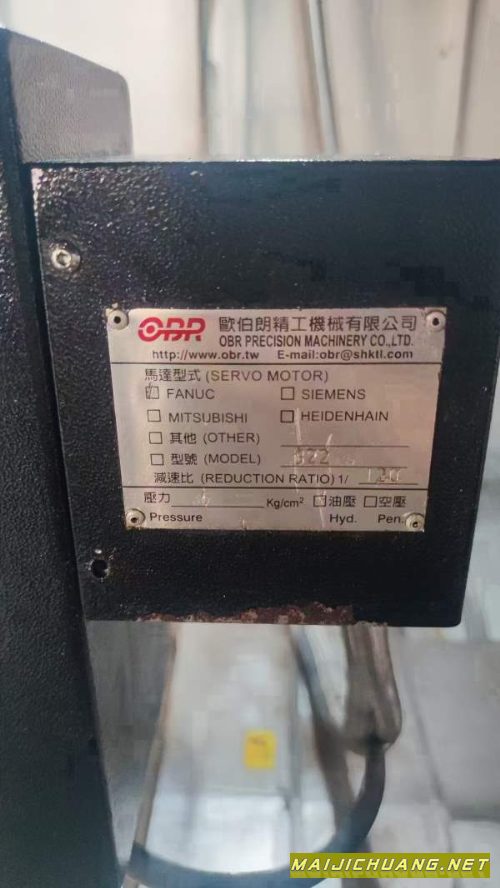 OBR 歐伯朗精工機械有限公司
OBR PRECISION MACHINERY CO.,LTD.
http://www.obr.tw E-mail:obr@shktl.com
馬達型式 (SERVO MOTOR)
FANUC SIEMENS
MITSUBISHI HEIDENHAIN
其他 (OTHER)
型號 (MODEL)
減速比 (REDUCTION RATIO) 1/ 120
壓力 Kg/cm² 油壓 空壓
Pressure Hyd. Pen.
MAIJICHUANG.NET